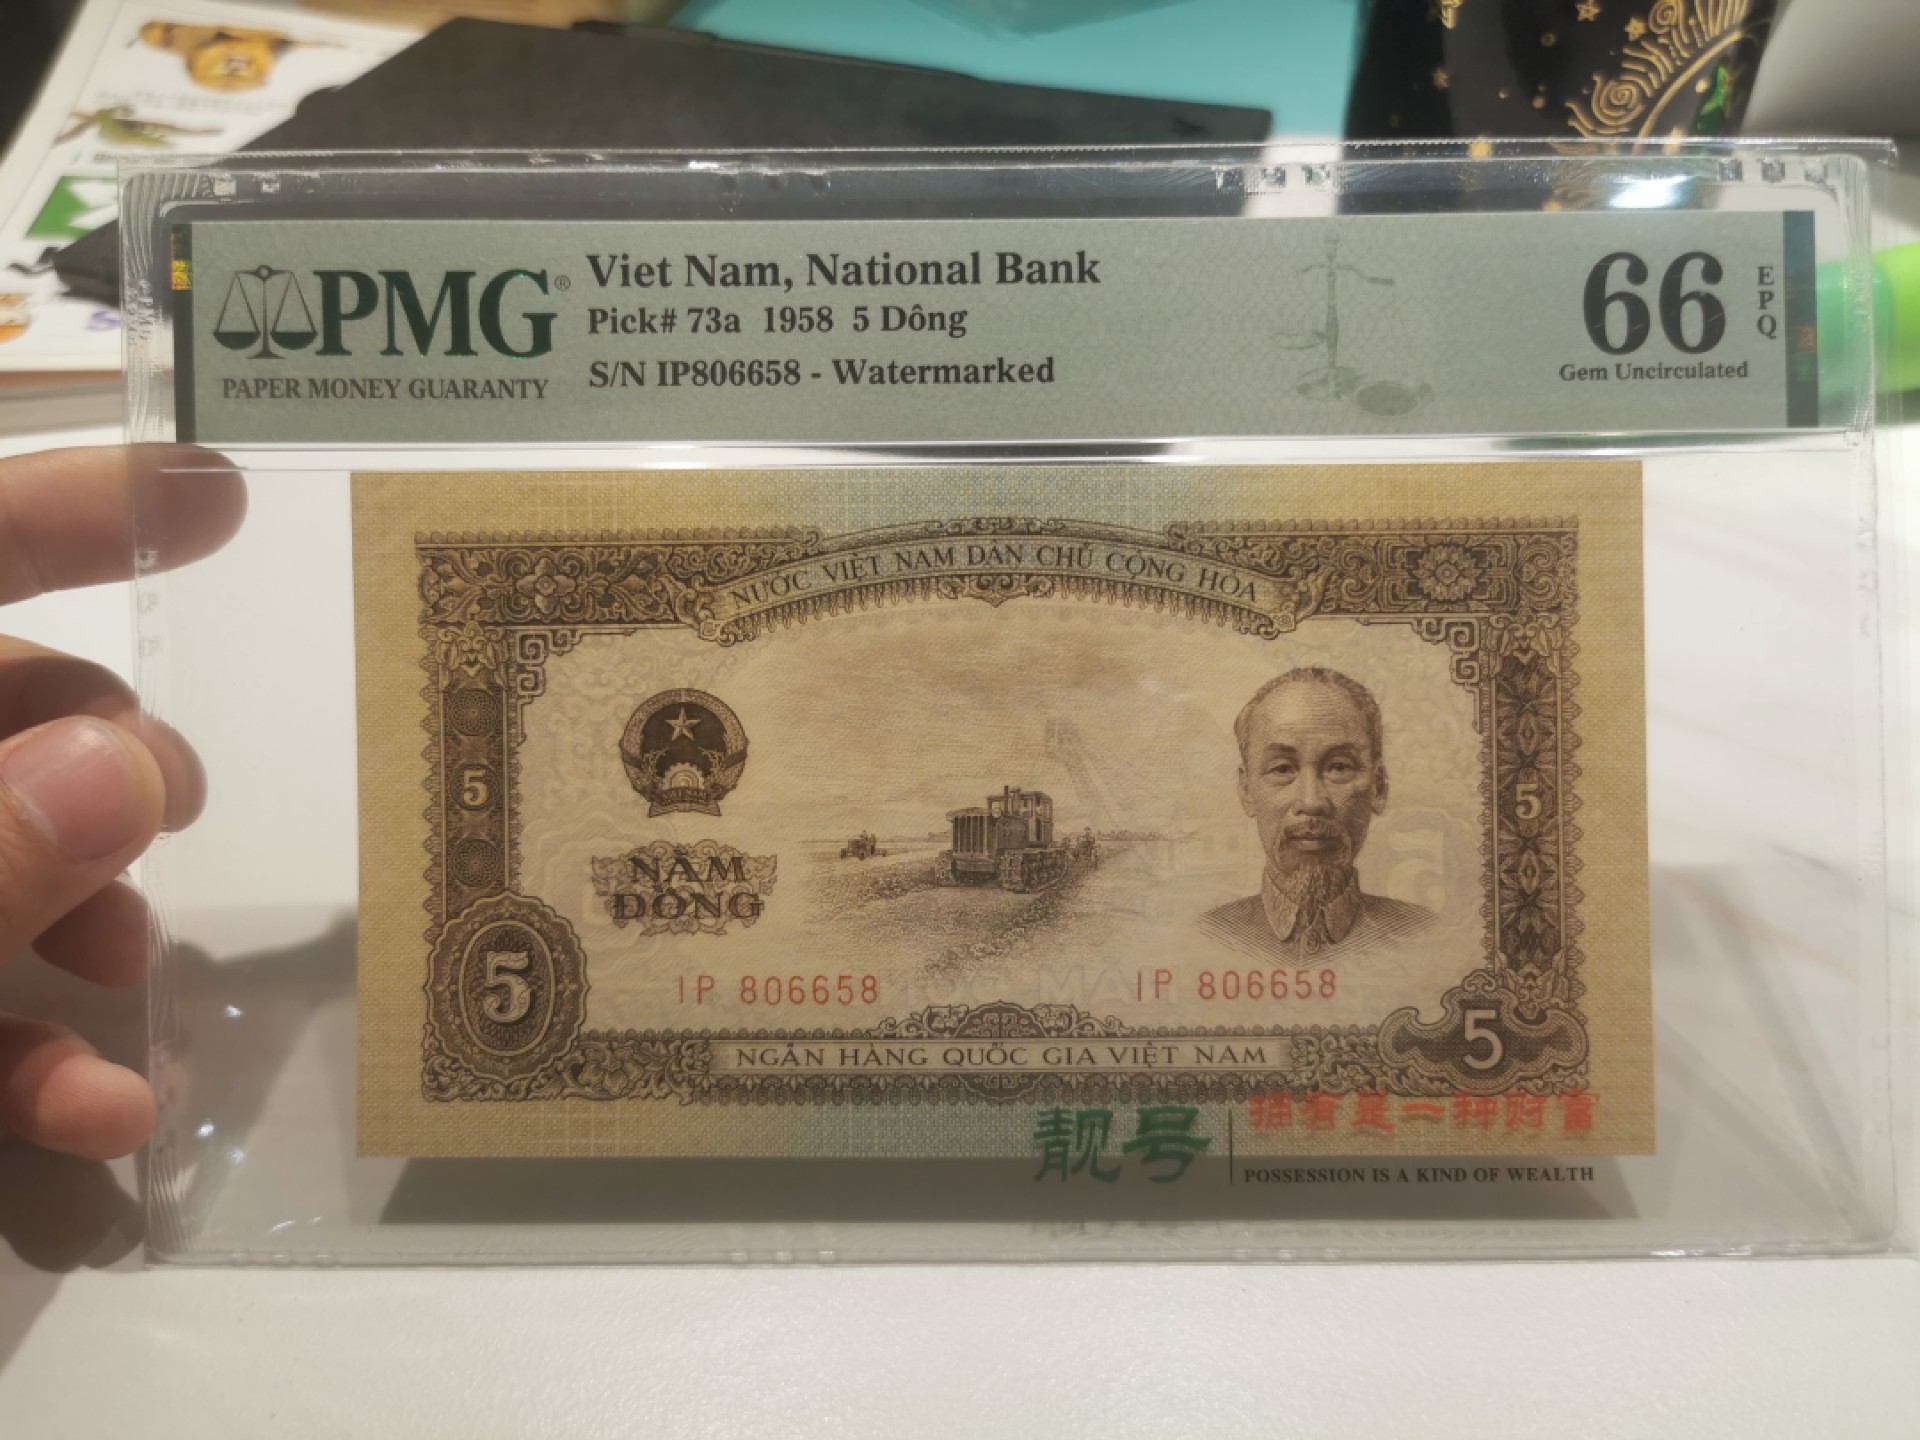 PMG®
PAPER MONEY GUARANTY
Viet Nam, National Bank
Pick# 73a 1958 5 Dông
S/N IP806658 - Watermarked
66
EPQ
Gem Uncirculated
NƯỚC VIỆT NAM DÂN CHỦ CỘNG HÒA
5
5
NĂM
ĐỒNG
5
IP 806658
IP 806658
5
NGÂN HÀNG QUỐC GIA VIỆT NAM
靓号
拥有是一种财富
POSSESSION IS A KIND OF WEALTH